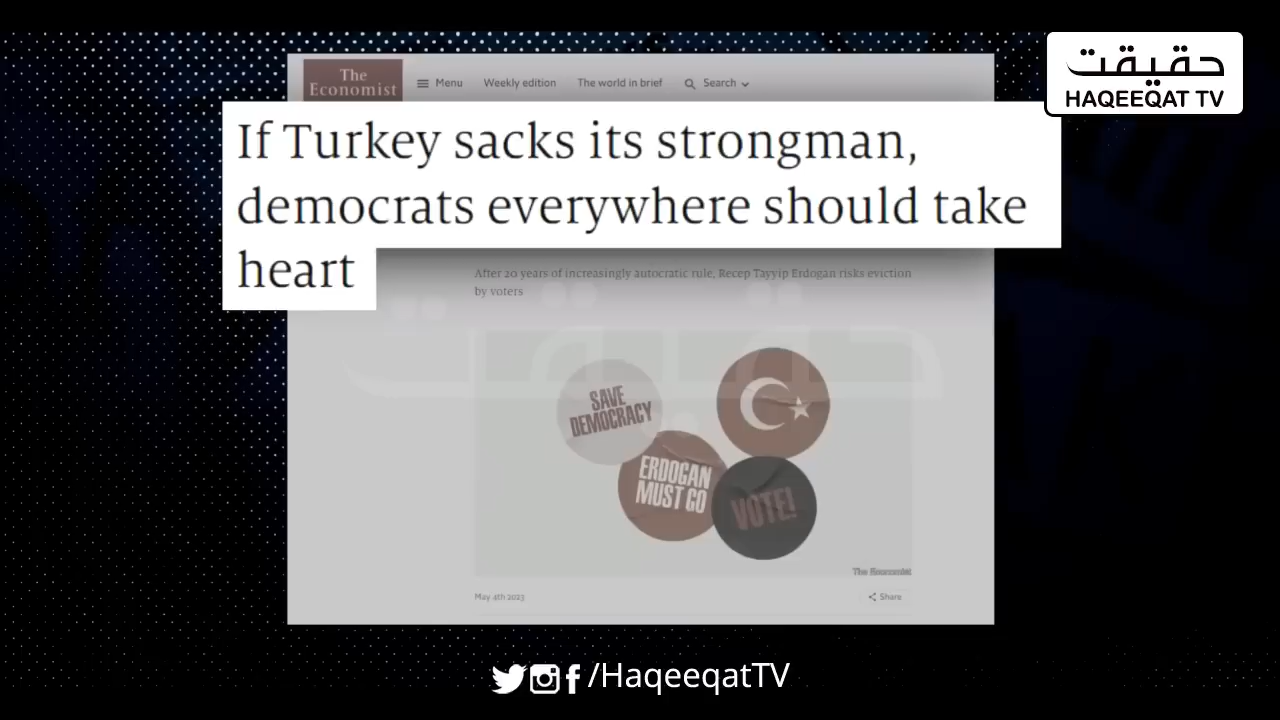 حقيقت
HAQEEQAT TV
The
Economist
Menu
Weekly edition
The world in brief
Search
If Turkey sacks its strongman,
democrats everywhere should take
heart
After 20 years of increasingly autocratic rule, Recep Tayyip Erdogan risks eviction
by voters
حقيقت
SAVE
DEMOCRACY
ERDOGAN
MUST GO
VOTE!
The Economist
May 4th 2023
Share
/HaqeeqatTV